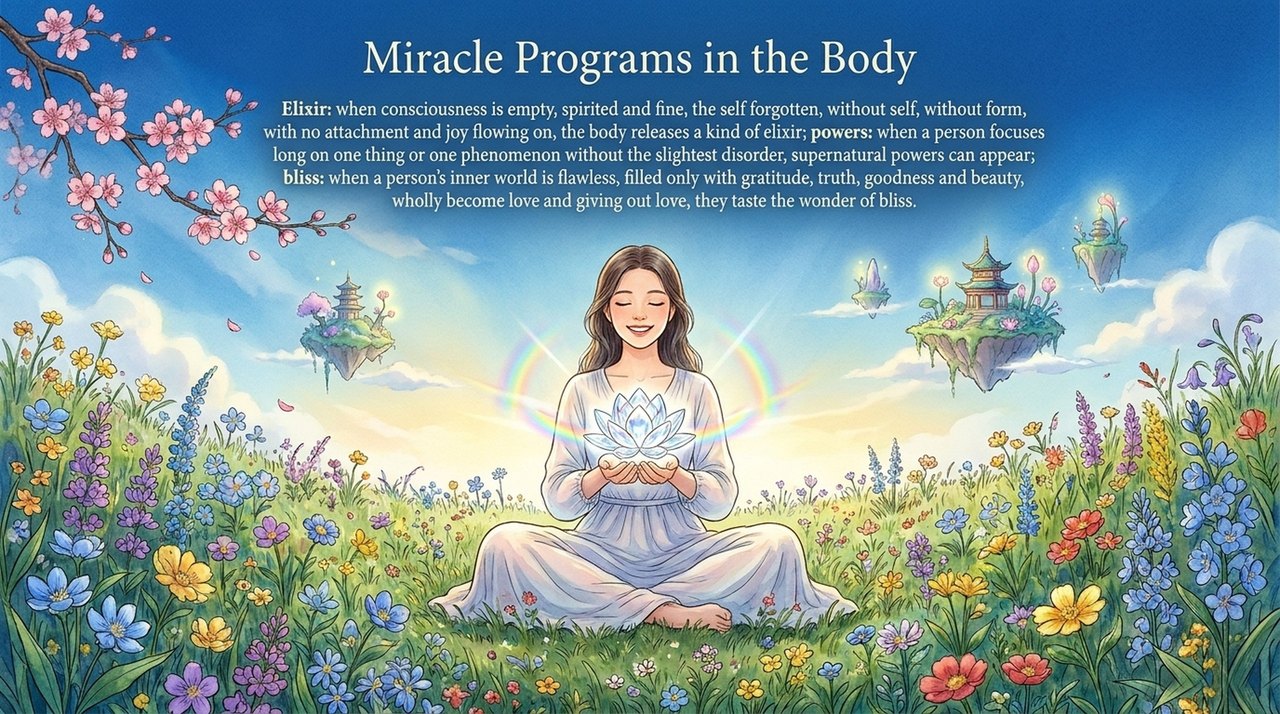 Miracle Programs in the Body
Elixir: when consciousness is empty, spirited and fine, the self forgotten, without self, without form,
with no attachment and joy flowing on, the body releases a kind of elixir; powers: when a person focuses
long on one thing or one phenomenon without the slightest disorder, supernatural powers can appear;
bliss: when a person's inner world is flawless, filled only with gratitude, truth, goodness and beauty,
wholly become love and giving out love, they taste the wonder of bliss.